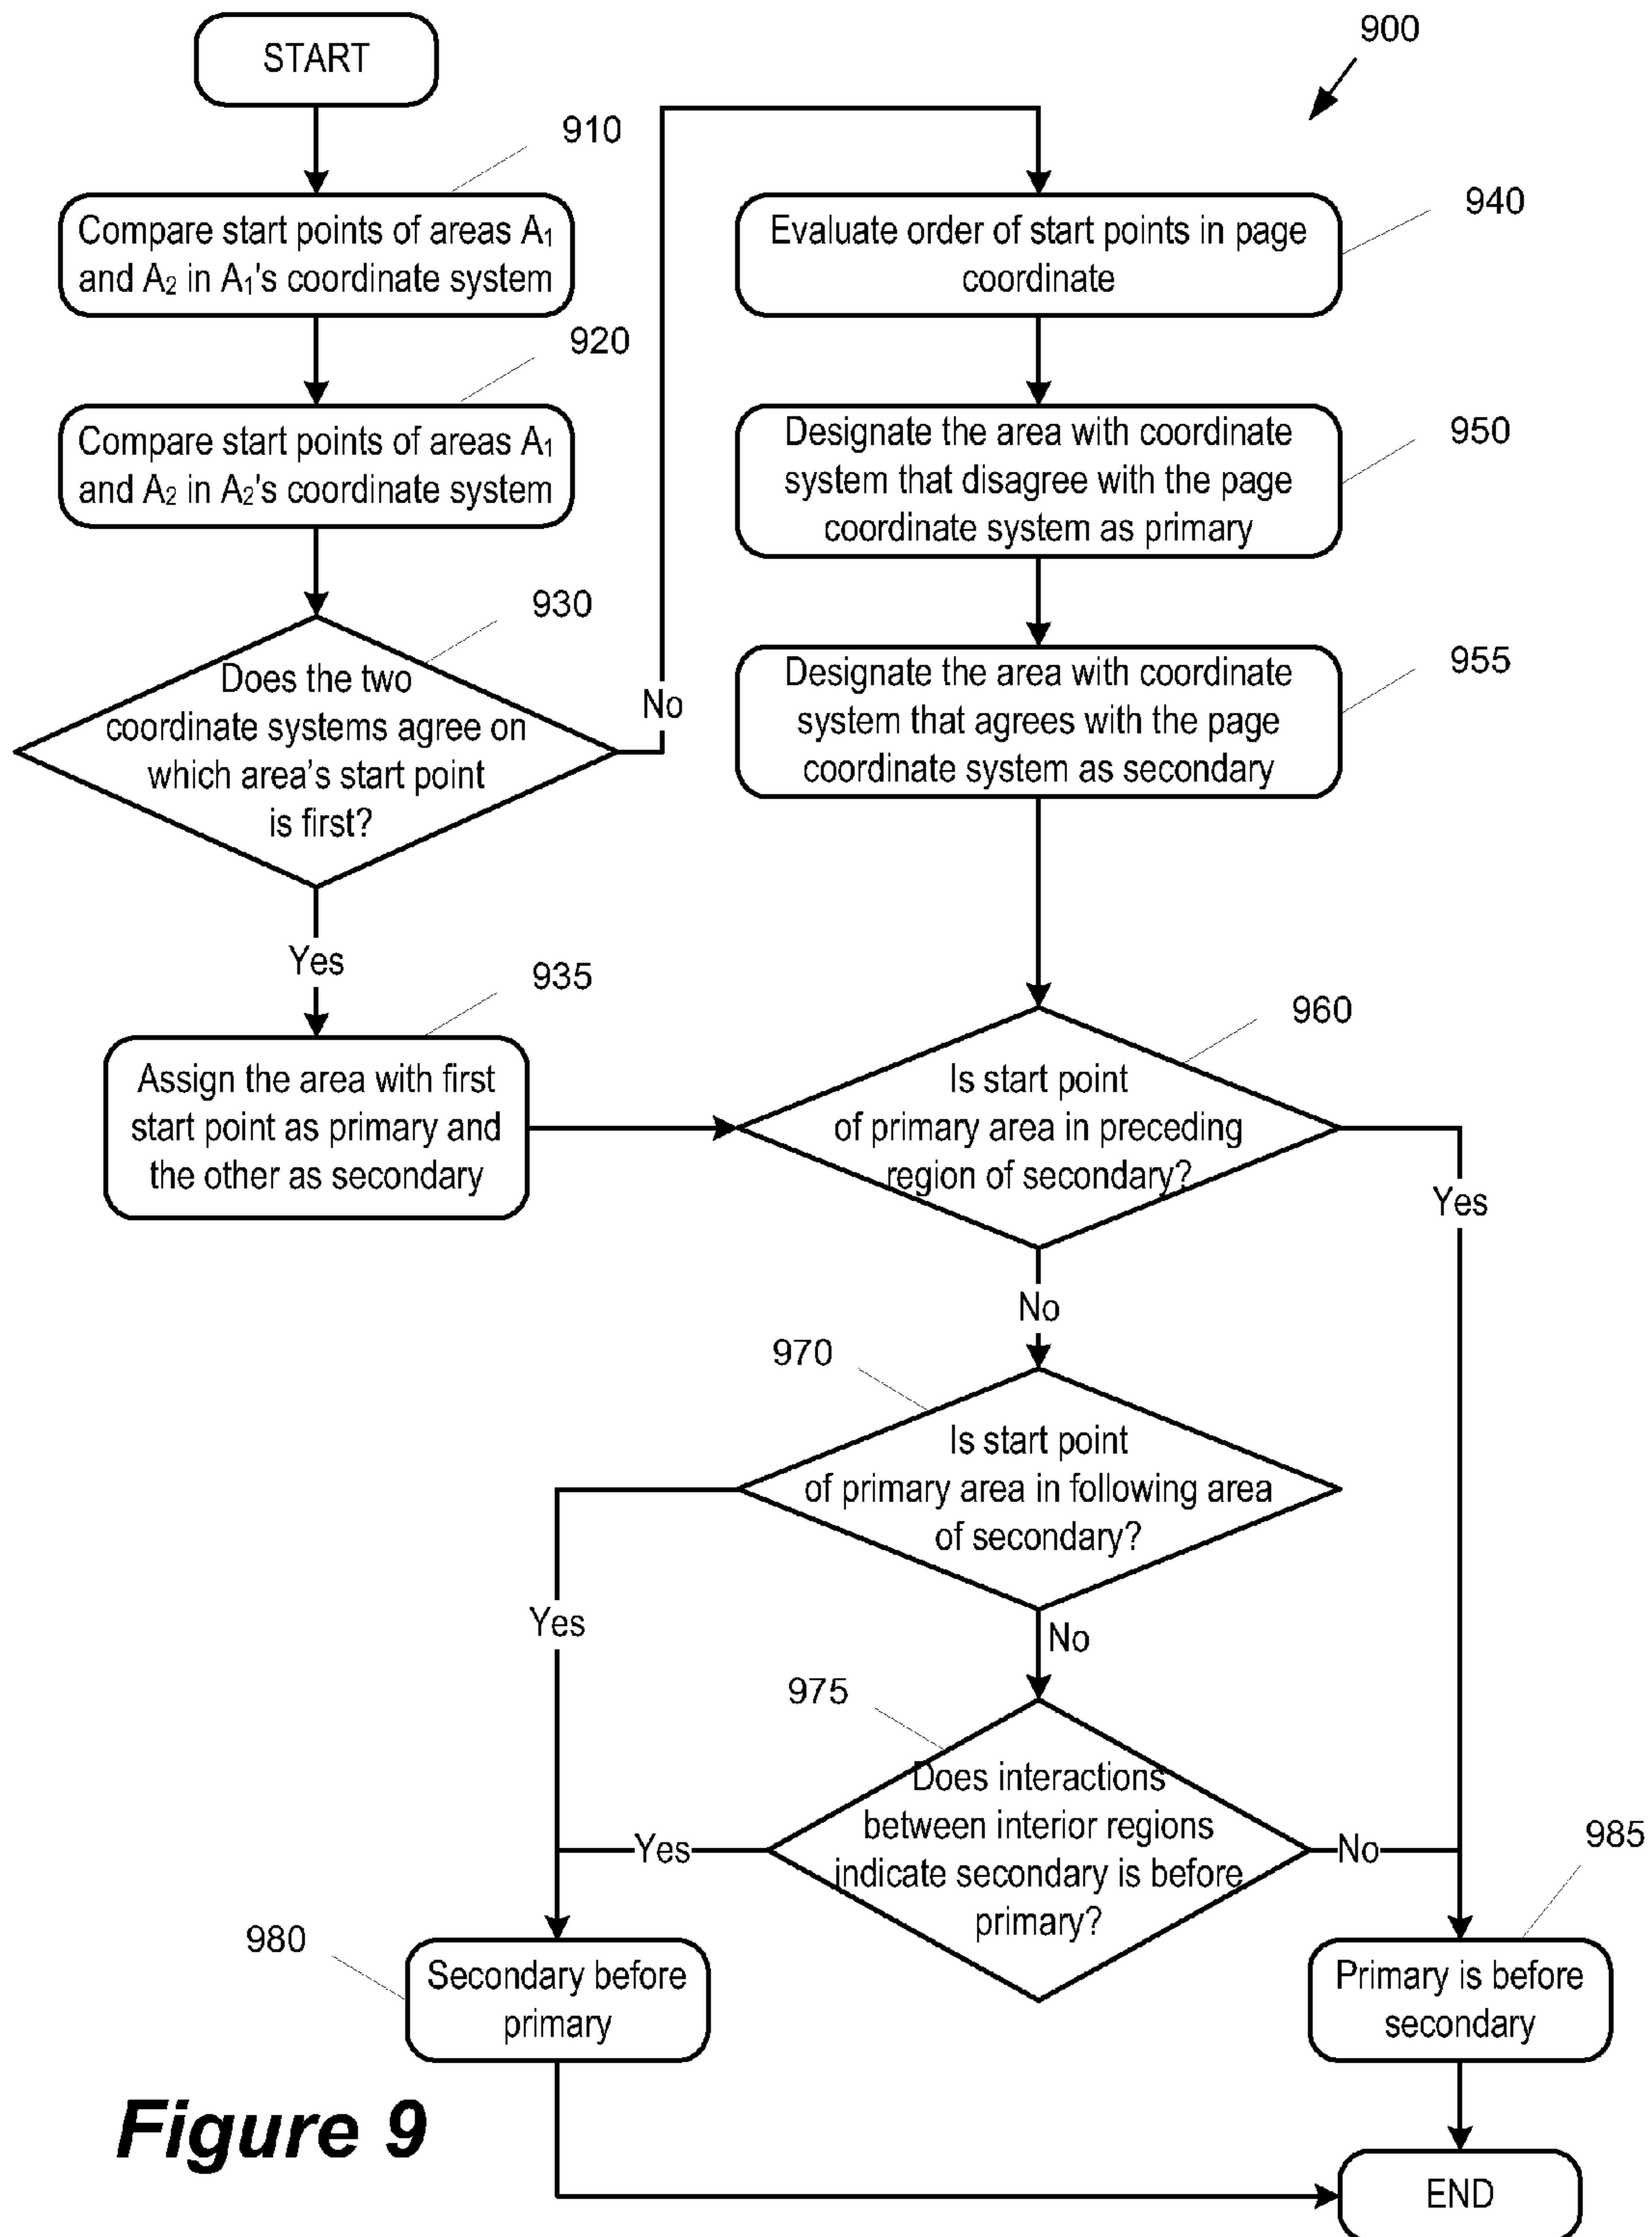 START
900
910
Compare start points of areas A₁
and A₂ in A₁'s coordinate system
920
Compare start points of areas A₁
and A₂ in A₂'s coordinate system
930
Does the two
coordinate systems agree on
which area's start point
is first?
No
Yes
935
Assign the area with first
start point as primary and
the other as secondary
940
Evaluate order of start points in page
coordinate
950
Designate the area with coordinate
system that disagree with the page
coordinate system as primary
955
Designate the area with coordinate
system that agrees with the page
coordinate system as secondary
960
Is start point
of primary area in preceding
region of secondary?
Yes
No
970
Is start point
of primary area in following area
of secondary?
Yes
No
975
Does interactions
between interior regions
indicate secondary is before
primary?
Yes
No
980
Secondary before
primary
985
Primary is before
secondary
END
Figure 9